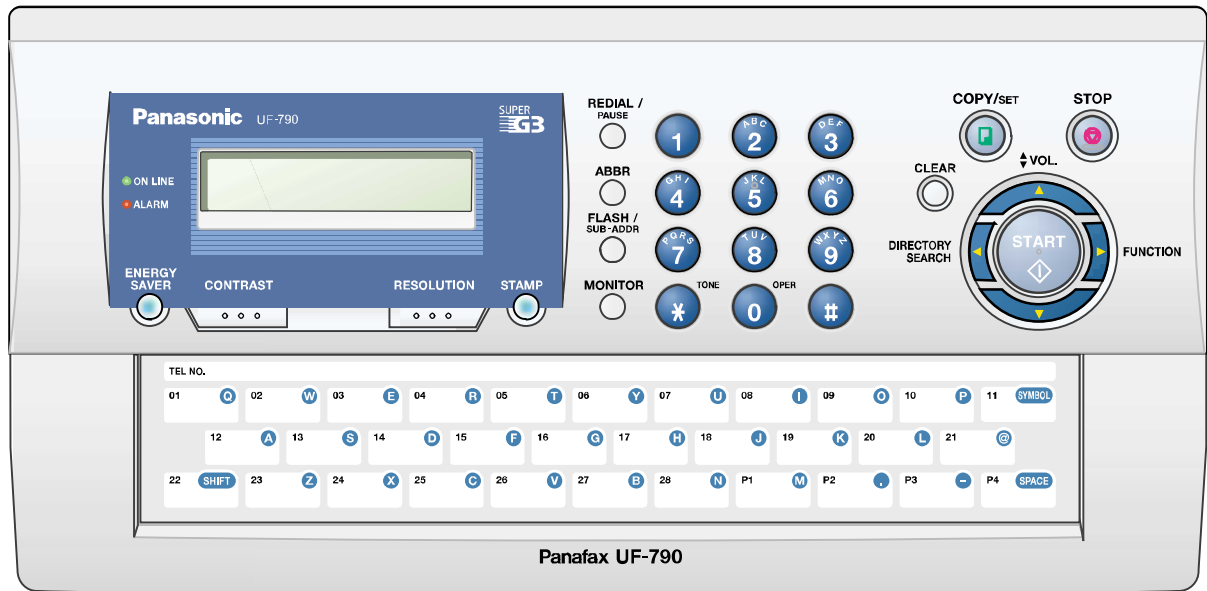 Panasonic UF-790
SUPER
G3
ON LINE
ALARM
ENERGY
SAVER
CONTRAST
RESOLUTION
STAMP
REDIAL /
PAUSE
ABBR
FLASH /
SUB-ADDR
MONITOR
1
ABC
2
DEF
3
GHI
4
JKL
5
MNO
6
PQRS
7
TUV
8
WXYZ
9
* TONE
0 OPER
#
COPY/SET
STOP
CLEAR
VOL.
DIRECTORY
SEARCH
START
FUNCTION
TEL NO.
01 Q 02 W 03 E 04 R 05 T 06 Y 07 U 08 I 09 O 10 P 11 SYMBOL
12 A 13 S 14 D 15 F 16 G 17 H 18 J 19 K 20 L 21 @
22 SHIFT 23 Z 24 X 25 C 26 V 27 B 28 N P1 M P2 , P3 - P4 SPACE
Panafax UF-790